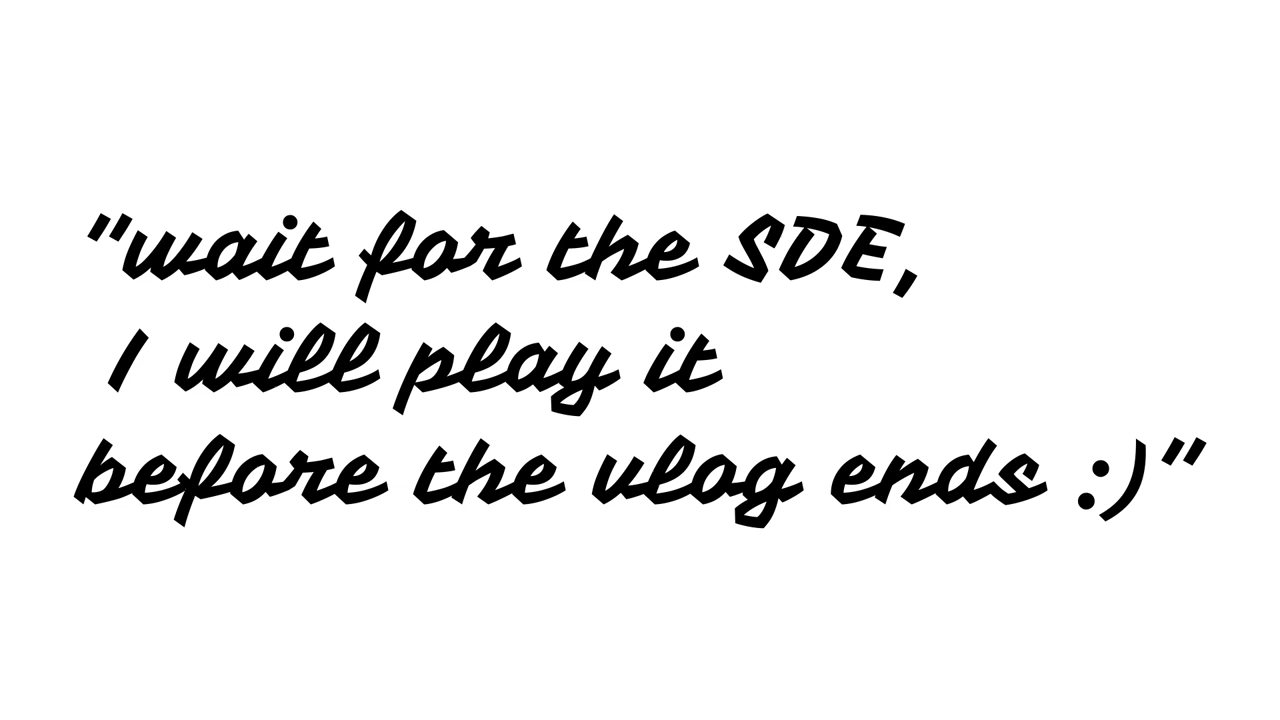 "wait for the SDE,
I will play it
before the vlog ends :)"